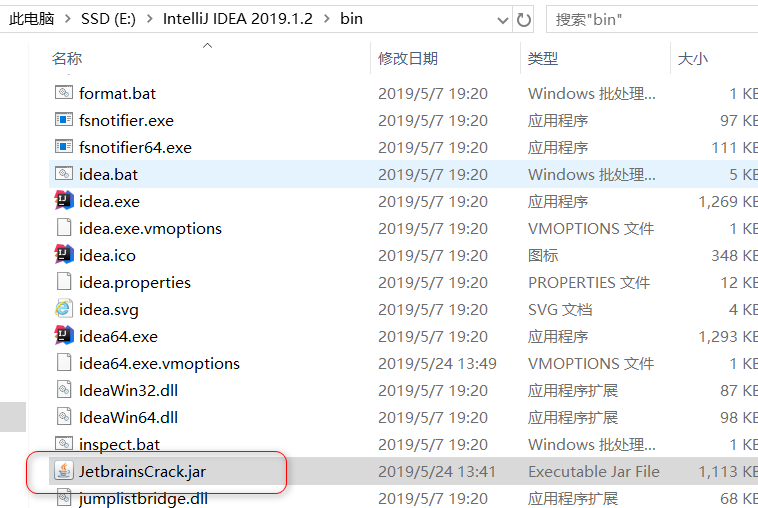 此电脑 > SSD (E:) > IntelliJ IDEA 2019.1.2 > bin 搜索"bin"
名称 修改日期 类型 大小
format.bat 2019/5/7 19:20 Windows 批处理... 1 KB
fsnotifier.exe 2019/5/7 19:20 应用程序 97 KB
fsnotifier64.exe 2019/5/7 19:20 应用程序 111 KB
idea.bat 2019/5/7 19:20 Windows 批处理... 5 KB
idea.exe 2019/5/7 19:20 应用程序 1,269 KB
idea.exe.vmoptions 2019/5/7 19:20 VMOPTIONS 文件 1 KB
idea.ico 2019/5/7 19:20 图标 348 KB
idea.properties 2019/5/7 19:20 PROPERTIES 文件 12 KB
idea.svg 2019/5/7 19:20 SVG 文档 4 KB
idea64.exe 2019/5/7 19:20 应用程序 1,293 KB
idea64.exe.vmoptions 2019/5/24 13:49 VMOPTIONS 文件 1 KB
IdeaWin32.dll 2019/5/7 19:20 应用程序扩展 87 KB
IdeaWin64.dll 2019/5/7 19:20 应用程序扩展 98 KB
inspect.bat 2019/5/7 19:20 Windows 批处理... 1 KB
JetbrainsCrack.jar 2019/5/24 13:41 Executable Jar File 1,113 KB
jumplistbridge.dll 2019/5/7 19:20 应用程序扩展 68 KB